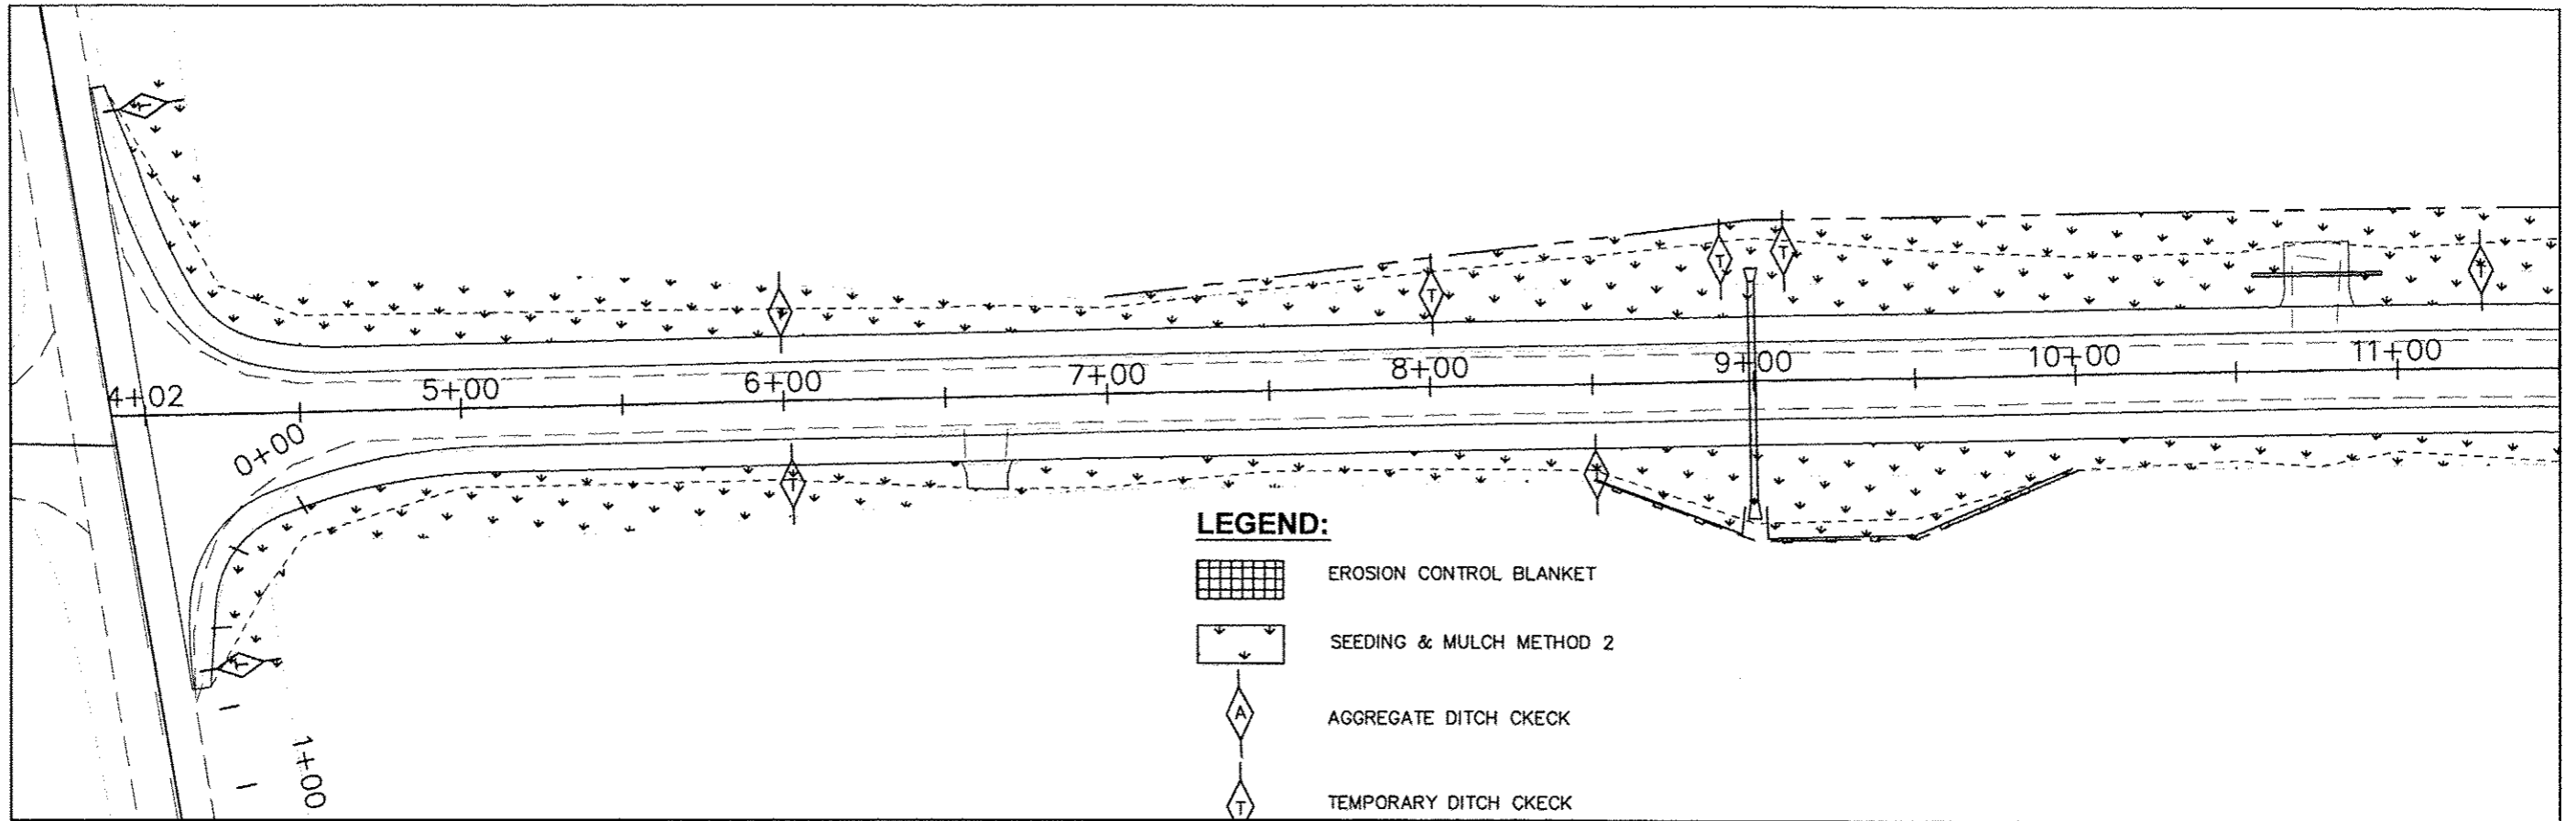 4+02
5+00
6+00
7+00
8+00
9+00
10+00
11+00
0+00
1+00
T
T
T
T
T
T
T
T
T
T
LEGEND:
EROSION CONTROL BLANKET
SEEDING & MULCH METHOD 2
A AGGREGATE DITCH CKECK
T TEMPORARY DITCH CKECK